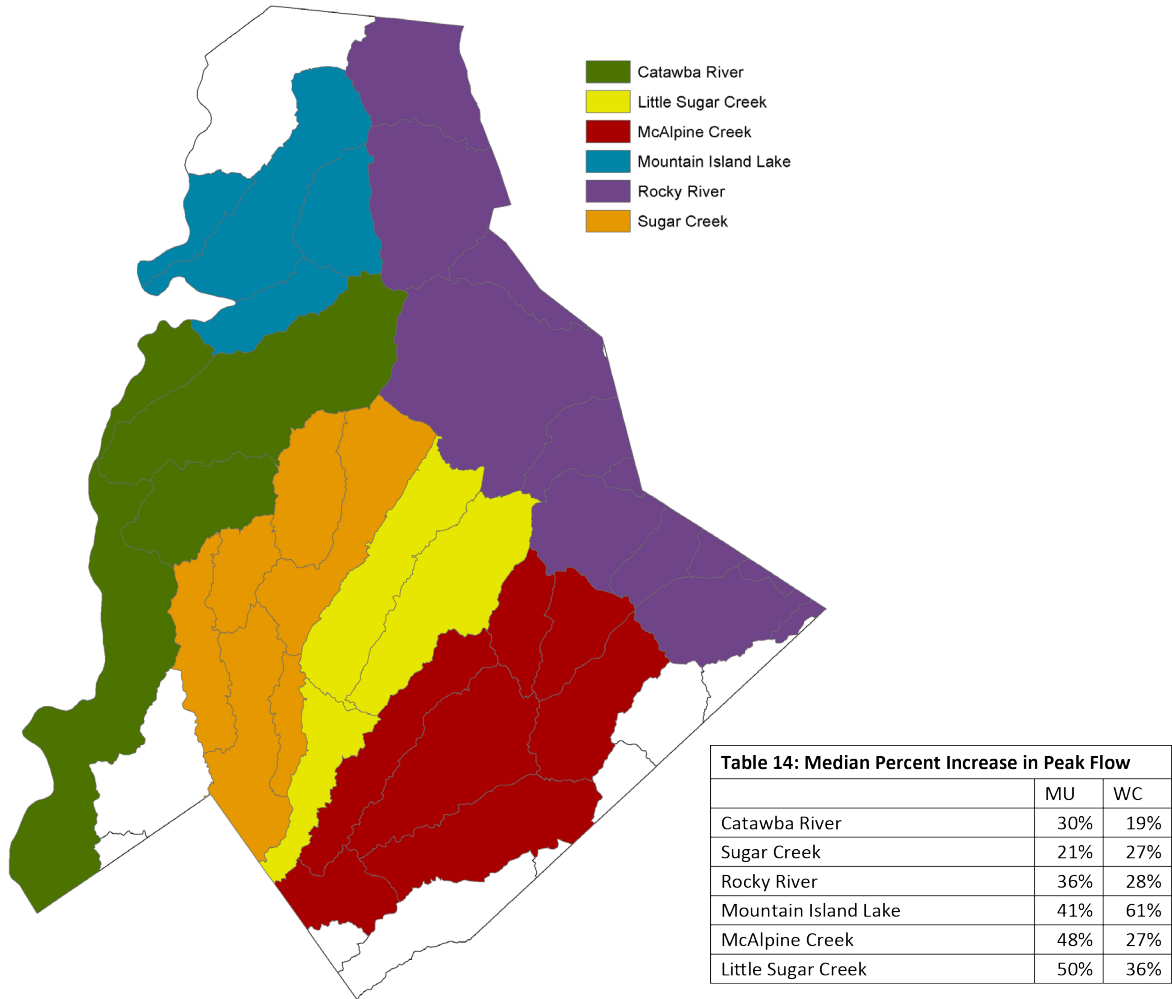 Catawba River
Little Sugar Creek
McAlpine Creek
Mountain Island Lake
Rocky River
Sugar Creek
Table 14: Median Percent Increase in Peak Flow
MU WC
Catawba River 30% 19%
Sugar Creek 21% 27%
Rocky River 36% 28%
Mountain Island Lake 41% 61%
McAlpine Creek 48% 27%
Little Sugar Creek 50% 36%